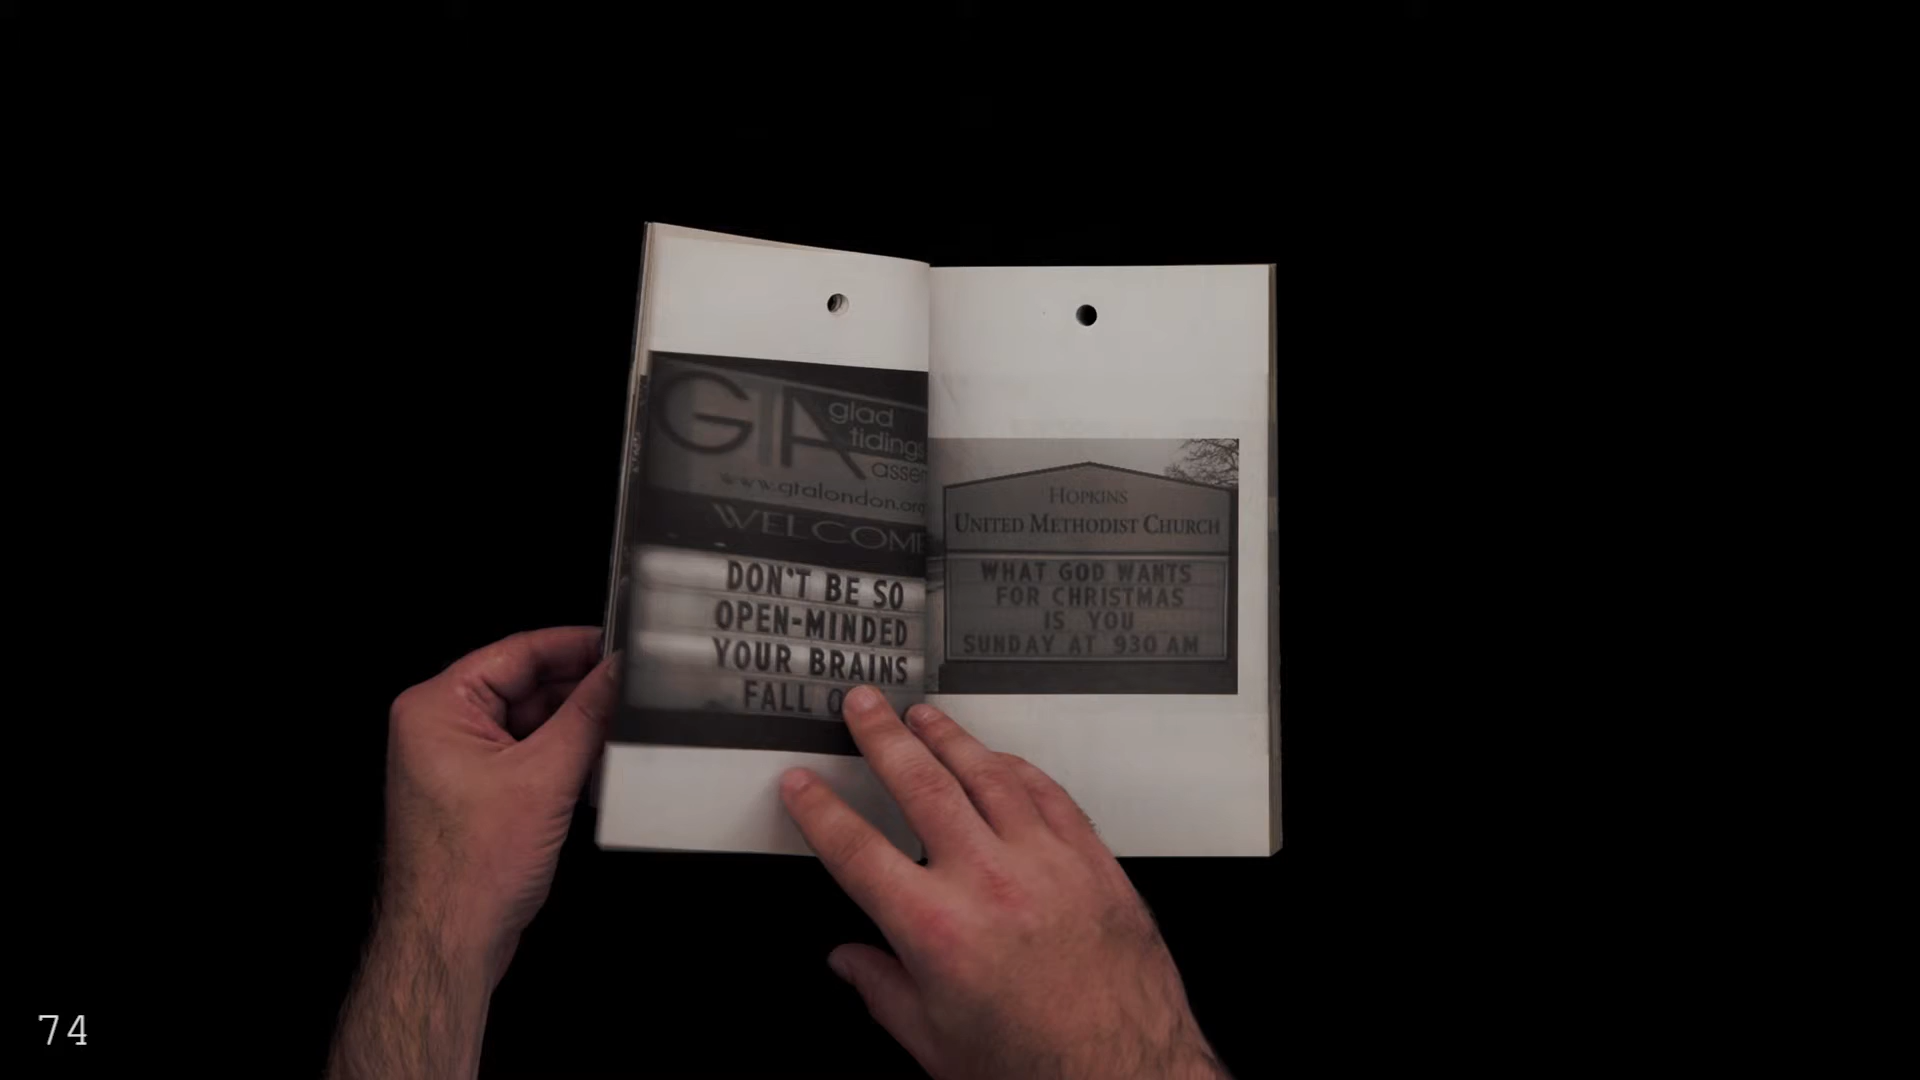 GTA
glad
tidings
www.gtalondon.org
WELCOME
DON'T BE SO
OPEN-MINDED
YOUR BRAINS
FALL
HOPKINS
UNITED METHODIST CHURCH
WHAT GOD WANTS
FOR CHRISTMAS
IS YOU
SUNDAY AT 930 AM
74